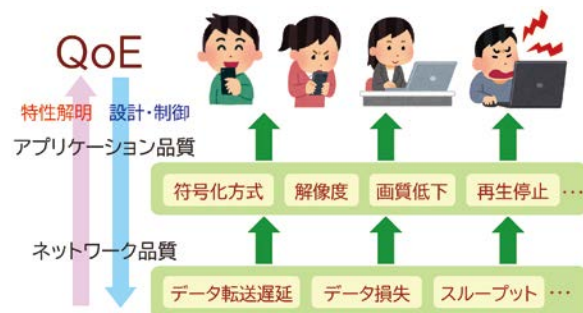 QoE
特性解明 設計・制御
アプリケーション品質
符号化方式 解像度 画質低下 再生停止 …
ネットワーク品質
データ転送遅延 データ損失 スループット …